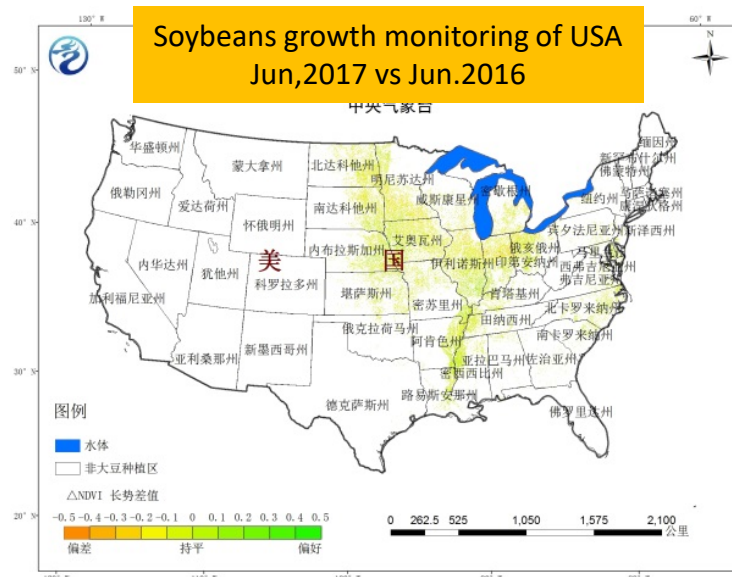 130° W
60° W
Soybeans growth monitoring of USA
Jun,2017 vs Jun.2016
N
50° N
中央气象台
华盛顿州
蒙大拿州
北达科他州
缅因州
明尼苏达州
佛蒙特州
俄勒冈州
爱达荷州
南达科他州
威斯康星州
密歇根州
纽约州
40° N
怀俄明州
艾奥瓦州
宾夕法尼亚州
新泽西州
内华达州
犹他州
内布拉斯加州
伊利诺斯州
印第安纳州
俄亥俄州
美
国
科罗拉多州
西弗吉尼亚州
弗吉尼亚州
加利福尼亚州
堪萨斯州
密苏里州
肯塔基州
北卡罗来纳州
田纳西州
俄克拉荷马州
阿肯色州
南卡罗来纳州
亚利桑那州
新墨西哥州
亚拉巴马州
佐治亚州
30° N
密西西比州
路易斯安那州
德克萨斯州
佛罗里达州
图例
水体
非大豆种植区
△NDVI 长势差值
-0.5 -0.4 -0.3 -0.2 -0.1 0 0.1 0.2 0.3 0.4 0.5
偏差 持平 偏好
0 262.5 525 1,050 1,575 2,100
公里
20° N